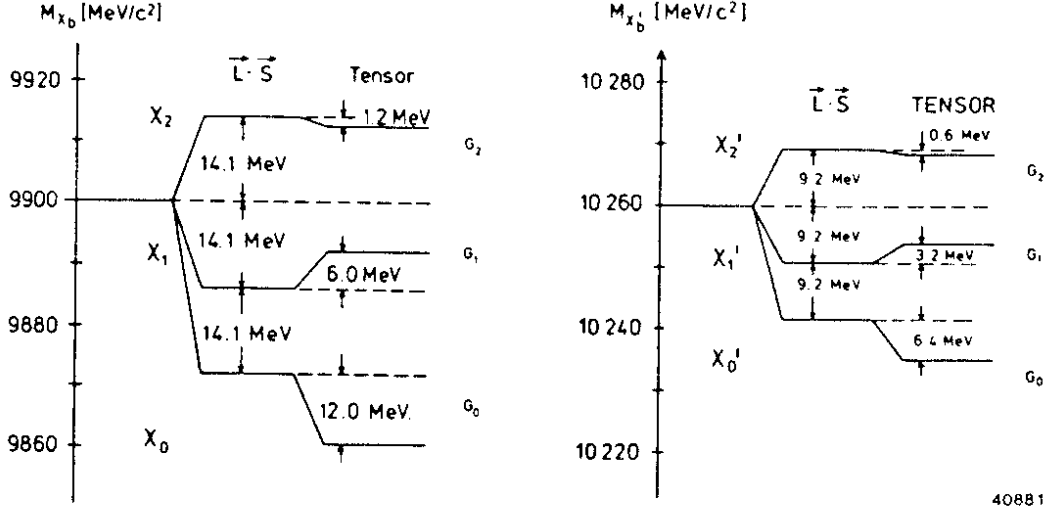 M_χb [MeV/c²]
9920
9900
9880
9860
L⃗·S⃗
Tensor
χ₂
1.2 MeV
G₂
14.1 MeV
14.1 MeV
χ₁
6.0 MeV
G₁
14.1 MeV
12.0 MeV.
G₀
χ₀
M_χb' [MeV/c²]
10 280
10 260
10 240
10 220
L⃗·S⃗
TENSOR
χ₂'
0.6 MeV
G₂
9.2 MeV
9.2 MeV
χ₁'
3.2 MeV
G₁
9.2 MeV
6.4 MeV
χ₀'
G₀
40881